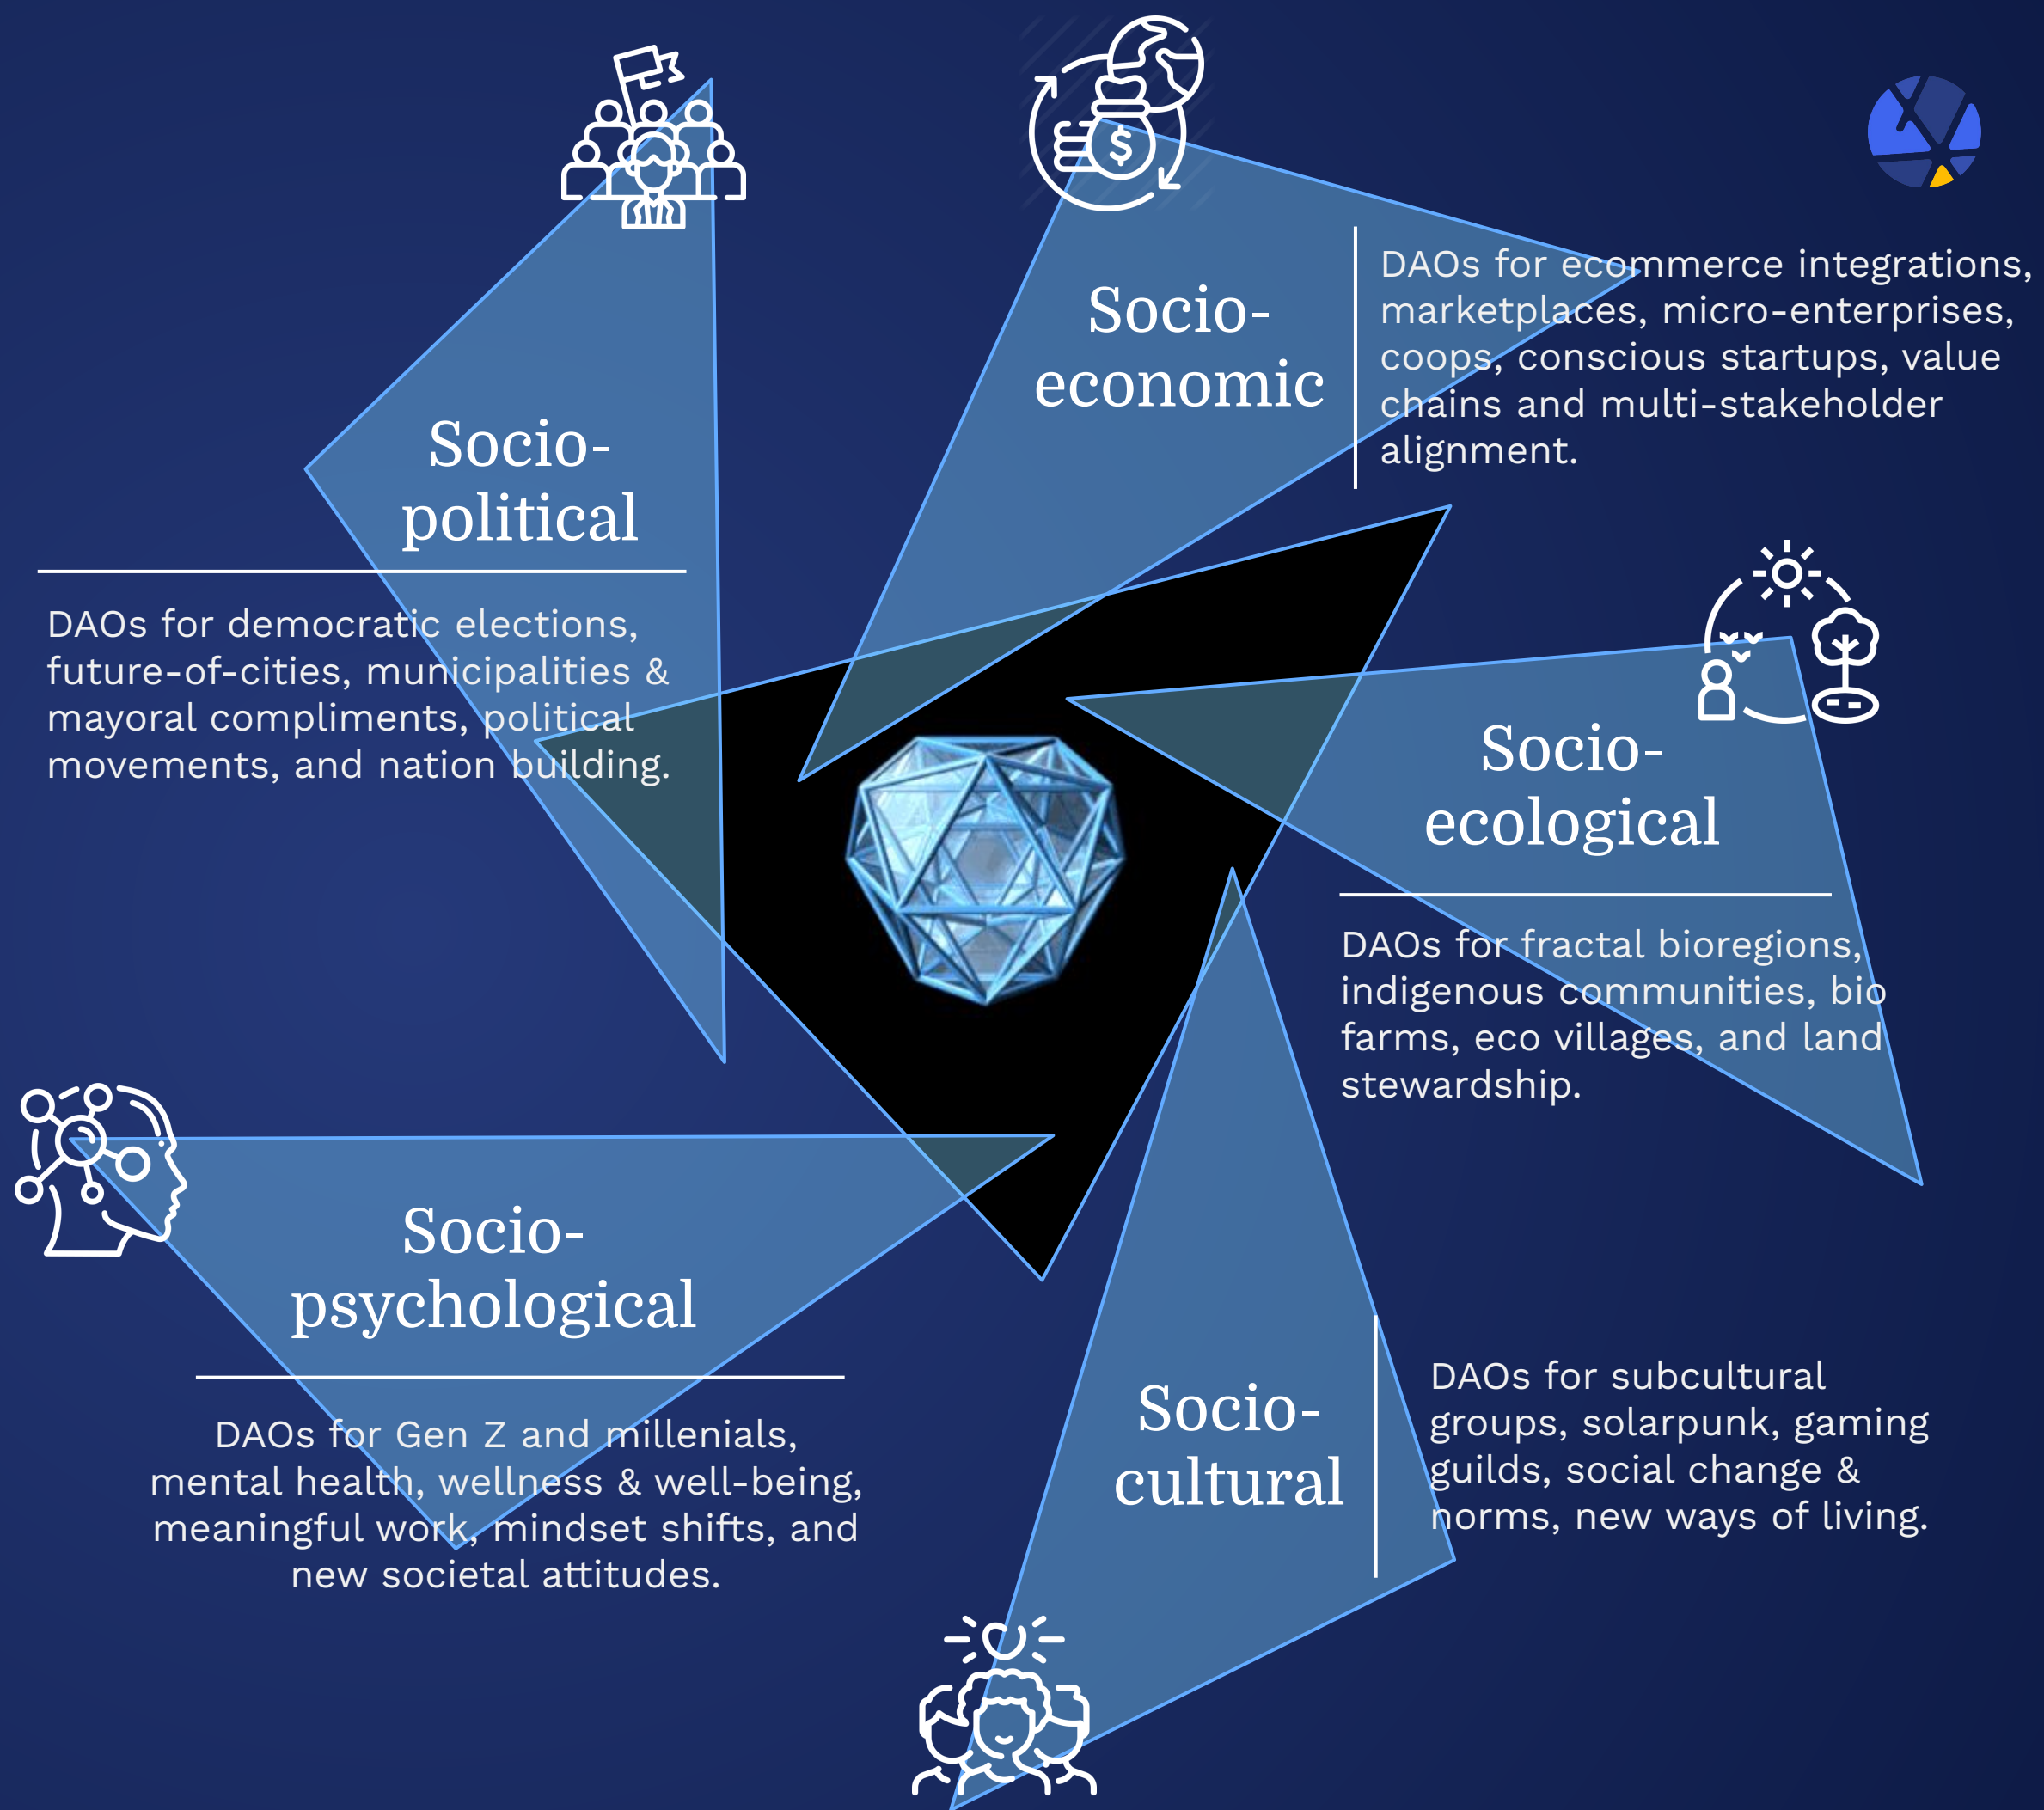 Socio-
political
DAOs for democratic elections,
future-of-cities, municipalities &
mayoral compliments, political
movements, and nation building.
Socio-
economic
DAOs for ecommerce integrations,
marketplaces, micro-enterprises,
coops, conscious startups, value
chains and multi-stakeholder
alignment.
Socio-
ecological
DAOs for fractal bioregions,
indigenous communities, bio
farms, eco villages, and land
stewardship.
Socio-
psychological
DAOs for Gen Z and millenials,
mental health, wellness & well-being,
meaningful work, mindset shifts, and
new societal attitudes.
Socio-
cultural
DAOs for subcultural
groups, solarpunk, gaming
guilds, social change &
norms, new ways of living.